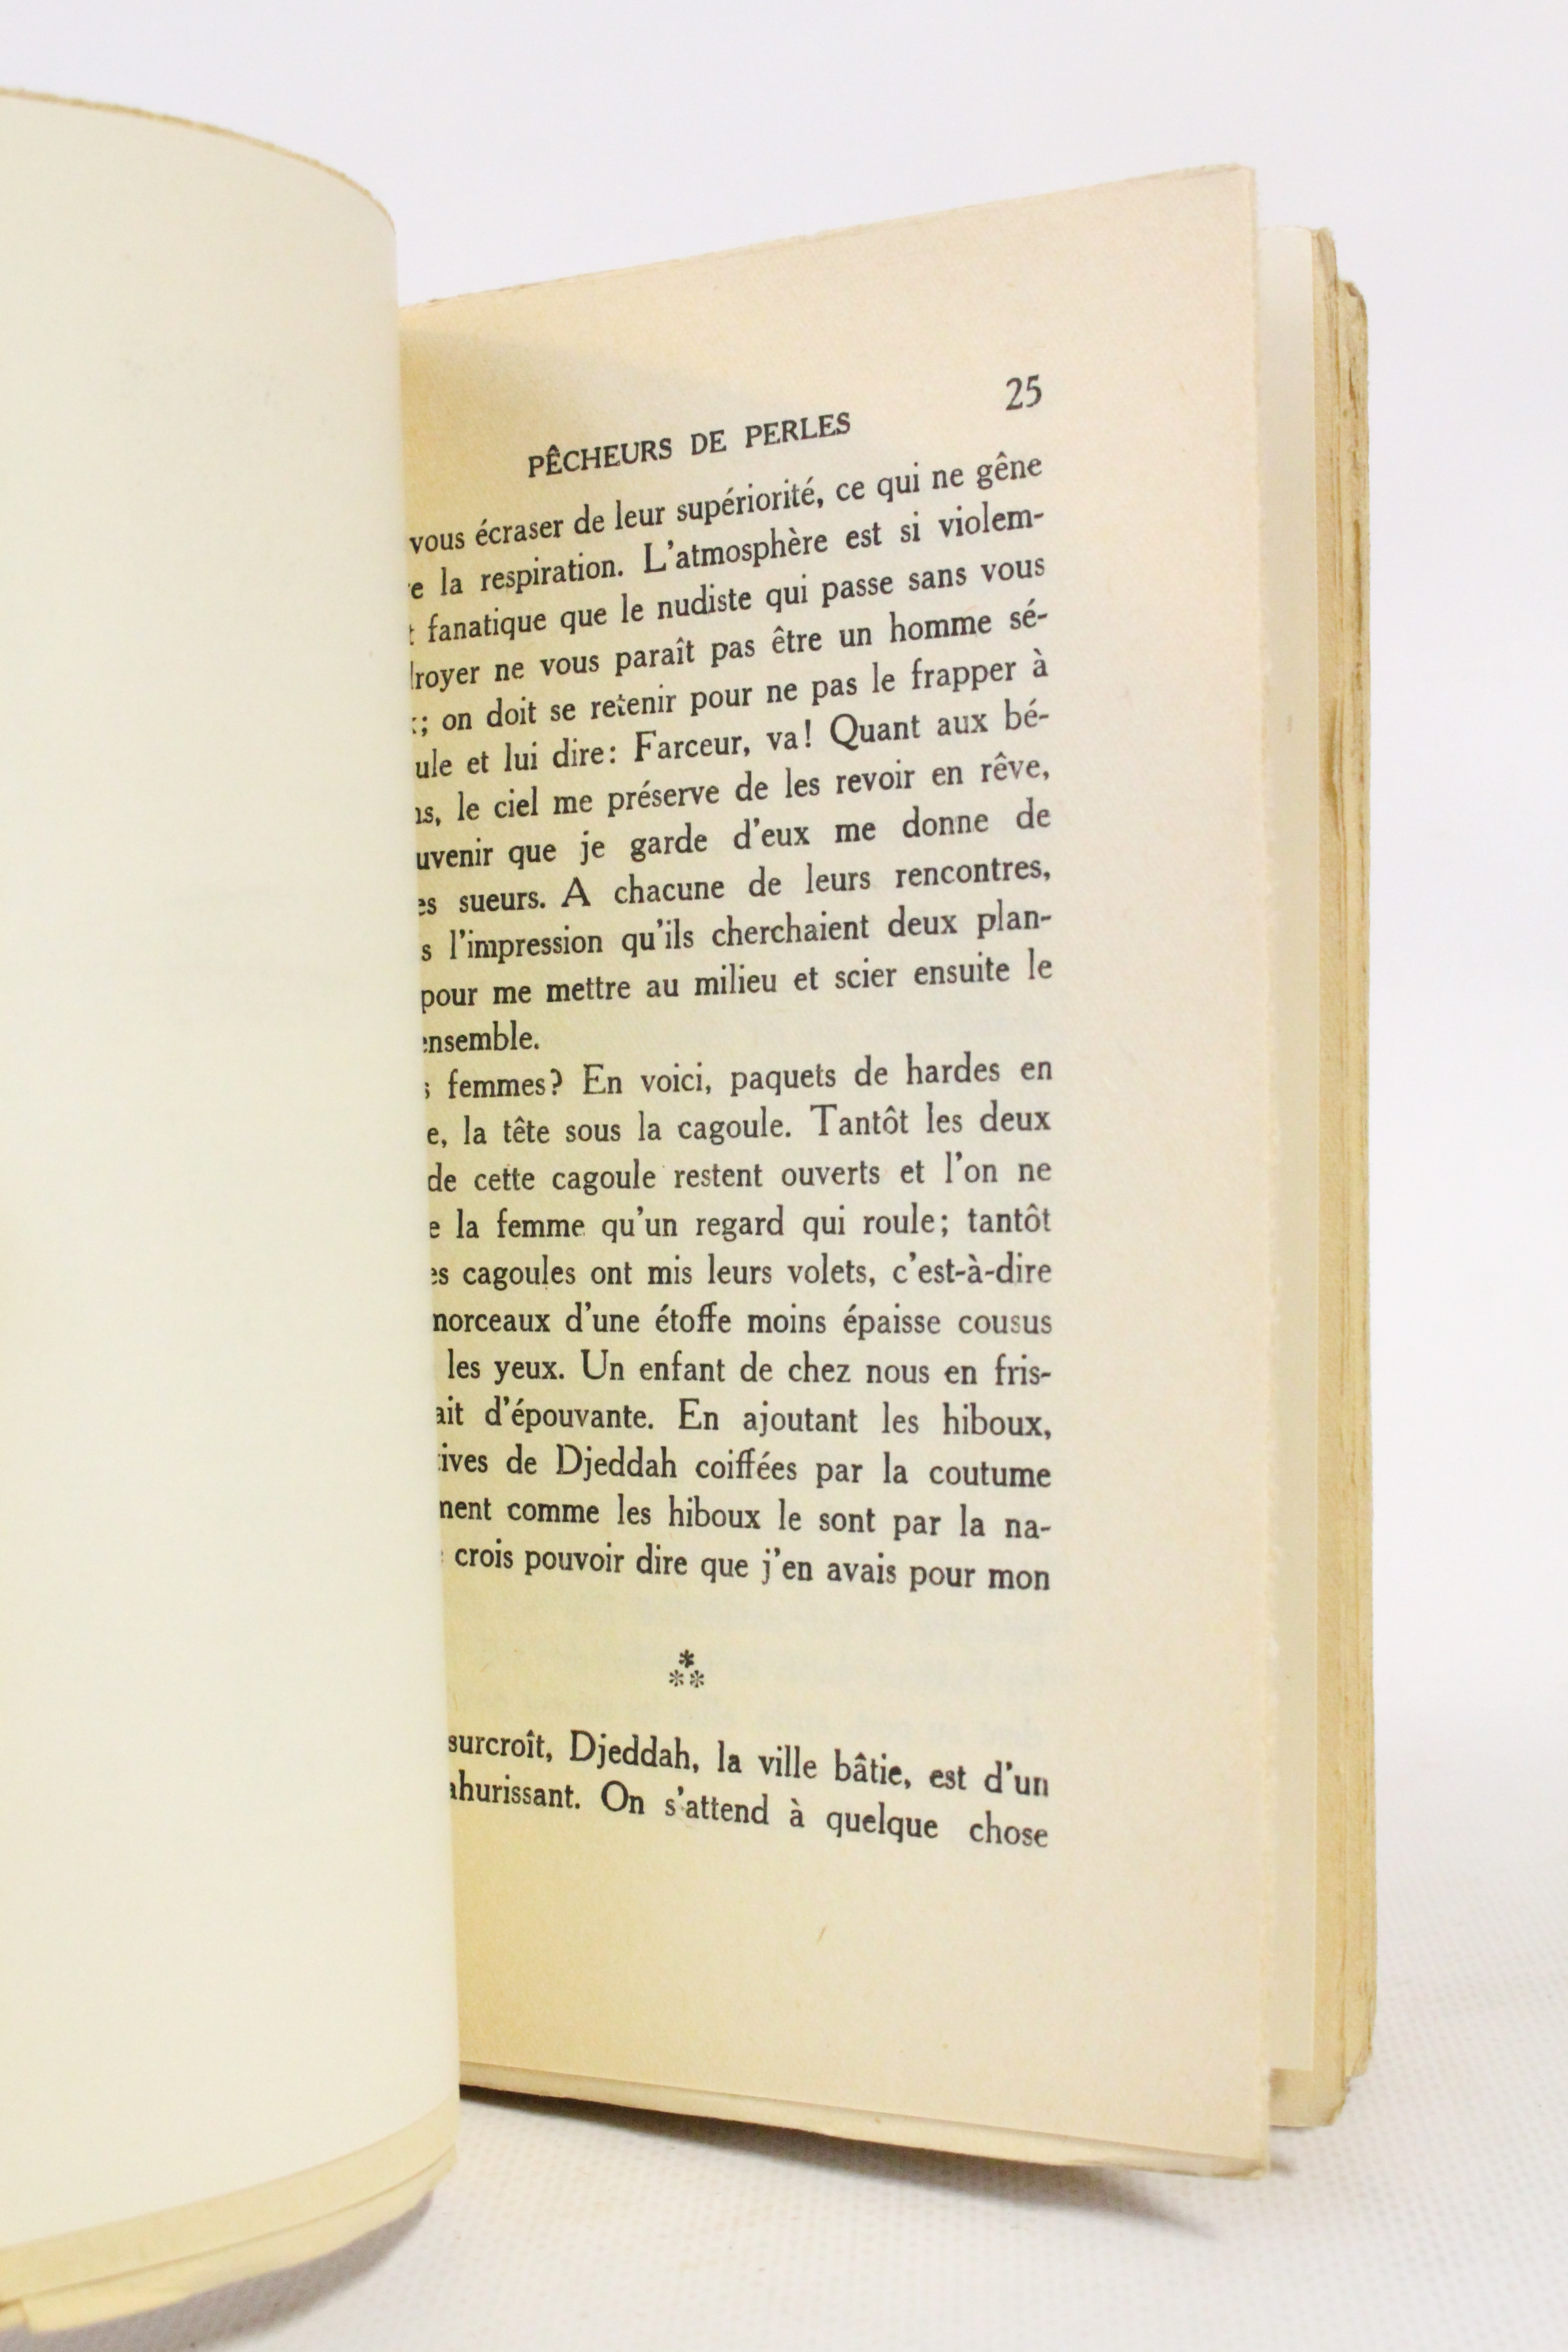 25
PÊCHEURS DE PERLES
vous écraser de leur supériorité, ce qui ne gêne
la respiration. L'atmosphère est si violem-
fanatique que le nudiste qui passe sans vous
royer ne vous paraît pas être un homme sé-
; on doit se retenir pour ne pas le frapper à
ule et lui dire: Farceur, va! Quant aux bé-
ns, le ciel me préserve de les revoir en rêve,
uvenir que je garde d'eux me donne de
es sueurs. A chacune de leurs rencontres,
s l'impression qu'ils cherchaient deux plan-
pour me mettre au milieu et scier ensuite le
ensemble.
femmes? En voici, paquets de hardes en
e, la tête sous la cagoule. Tantôt les deux
de cette cagoule restent ouverts et l'on ne
e la femme qu'un regard qui roule; tantôt
es cagoules ont mis leurs volets, c'est-à-dire
morceaux d'une étoffe moins épaisse cousus
les yeux. Un enfant de chez nous en fris-
ait d'épouvante. En ajoutant les hiboux,
ives de Djeddah coiffées par la coutume
ment comme les hiboux le sont par la na-
crois pouvoir dire que j'en avais pour mon
*
**
surcroît, Djeddah, la ville bâtie, est d'un
ahurissant. On s'attend à quelque chose